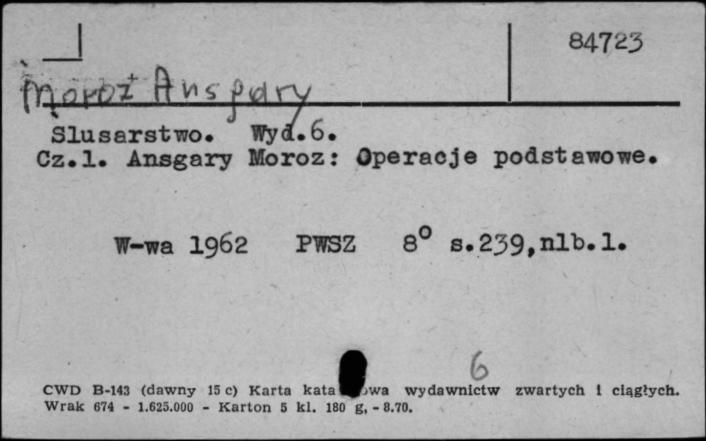 84723
Moroz Ansgary
Slusarstwo. Wyd.6.
Cz.1. Ansgary Moroz: Operacje podstawowe.
W-wa 1962 PWSZ 8° s.239,nlb.1.
6
CWD B-143 (dawny 15 c) Karta kata owa wydawnictw zwartych i ciągłych.
Wrak 674 - 1.625.000 - Karton 5 kl. 180 g, - 8.70.